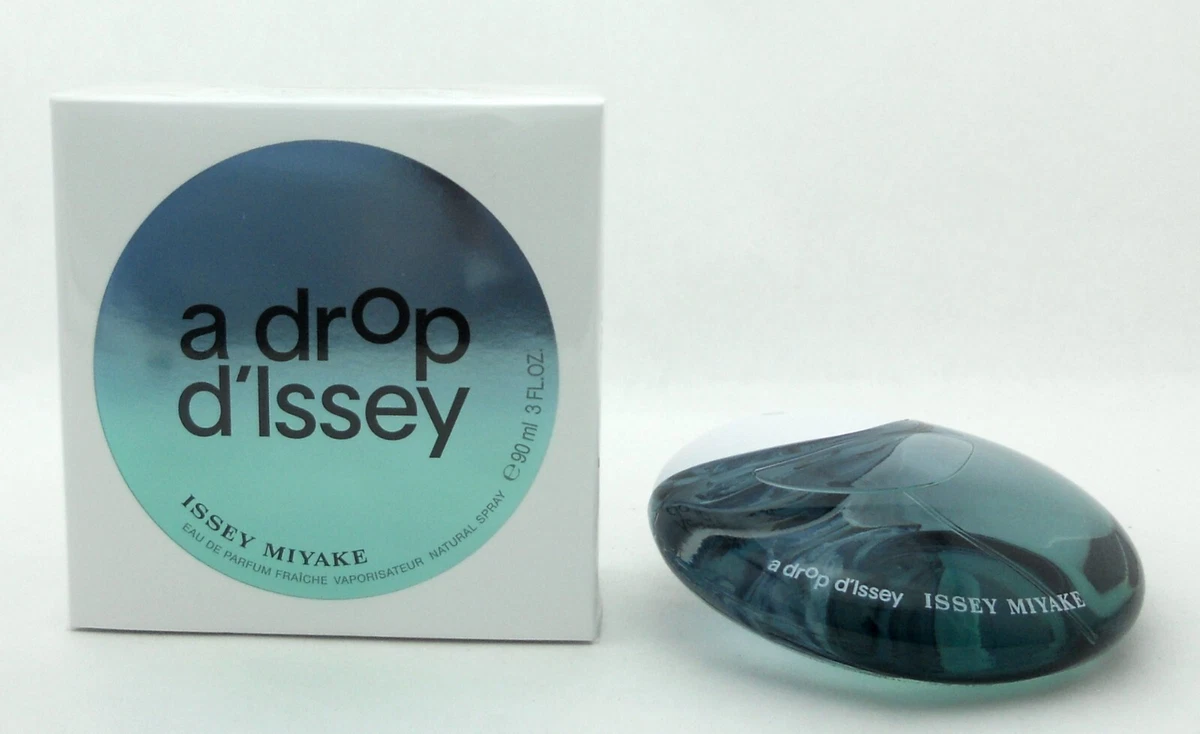 a drop
d'Issey
ISSEY MIYAKE
EAU DE PARFUM FRAÎCHE VAPORISATEUR NATURAL SPRAY ℮ 90 ml 3 FL.OZ.
a drop d'Issey ISSEY MIYAKE